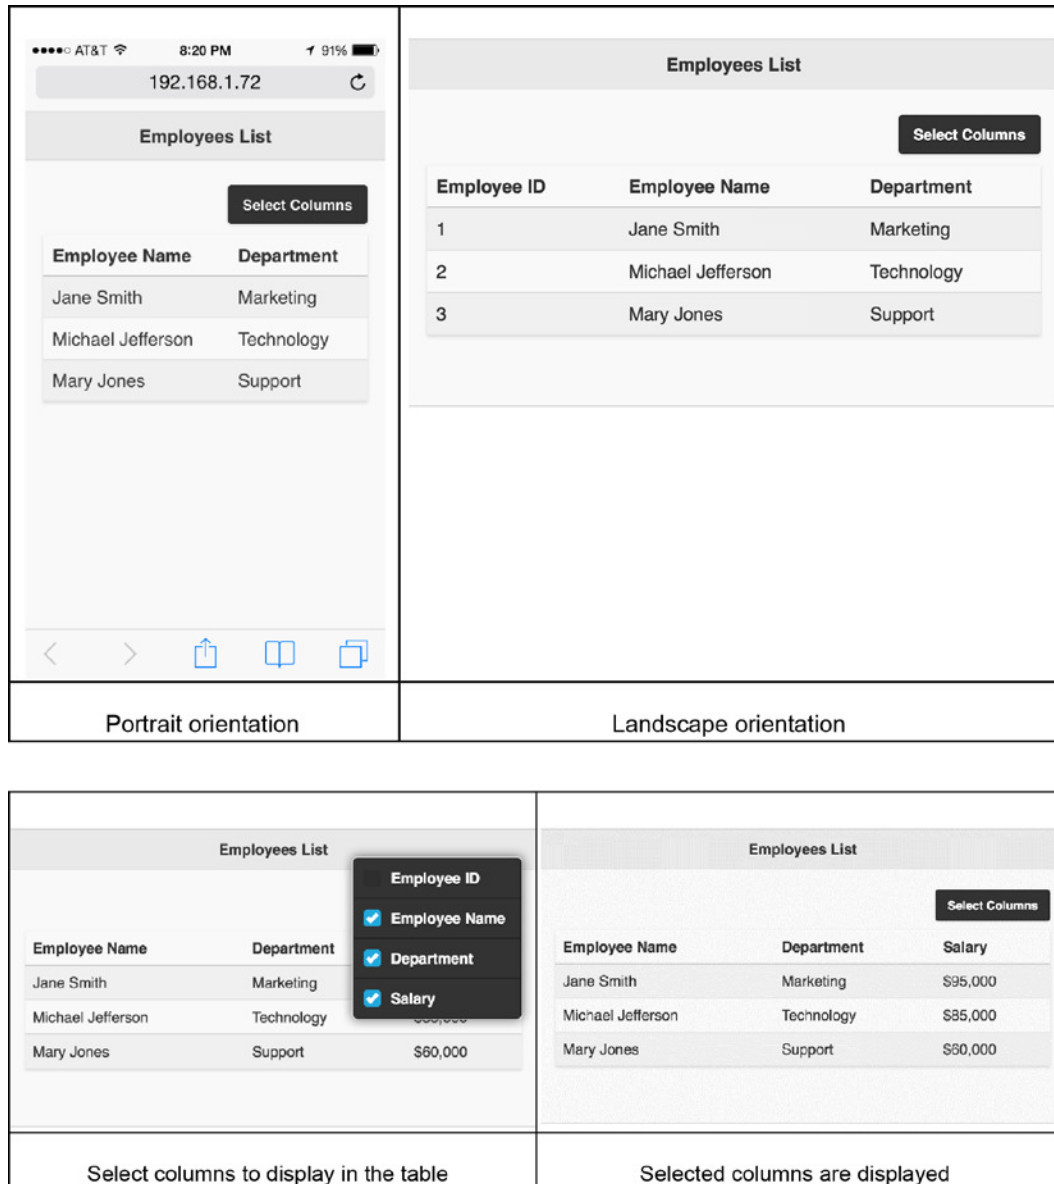 AT&T 8:20 PM 91%
192.168.1.72
Employees List
Select Columns
Employee Name Department
Jane Smith Marketing
Michael Jefferson Technology
Mary Jones Support
Employees List
Select Columns
Employee ID Employee Name Department
1 Jane Smith Marketing
2 Michael Jefferson Technology
3 Mary Jones Support
Portrait orientation
Landscape orientation
Employees List
Employee ID
Employee Name
Department
Salary
Employee Name Department
Jane Smith Marketing
Michael Jefferson Technology
Mary Jones Support $60,000
Employees List
Select Columns
Employee Name Department Salary
Jane Smith Marketing $95,000
Michael Jefferson Technology $85,000
Mary Jones Support $60,000
Select columns to display in the table
Selected columns are displayed